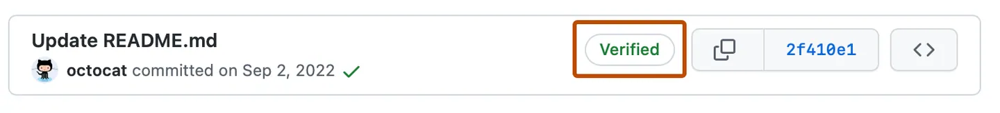 Update README.md
octocat committed on Sep 2, 2022
Verified
2f410e1